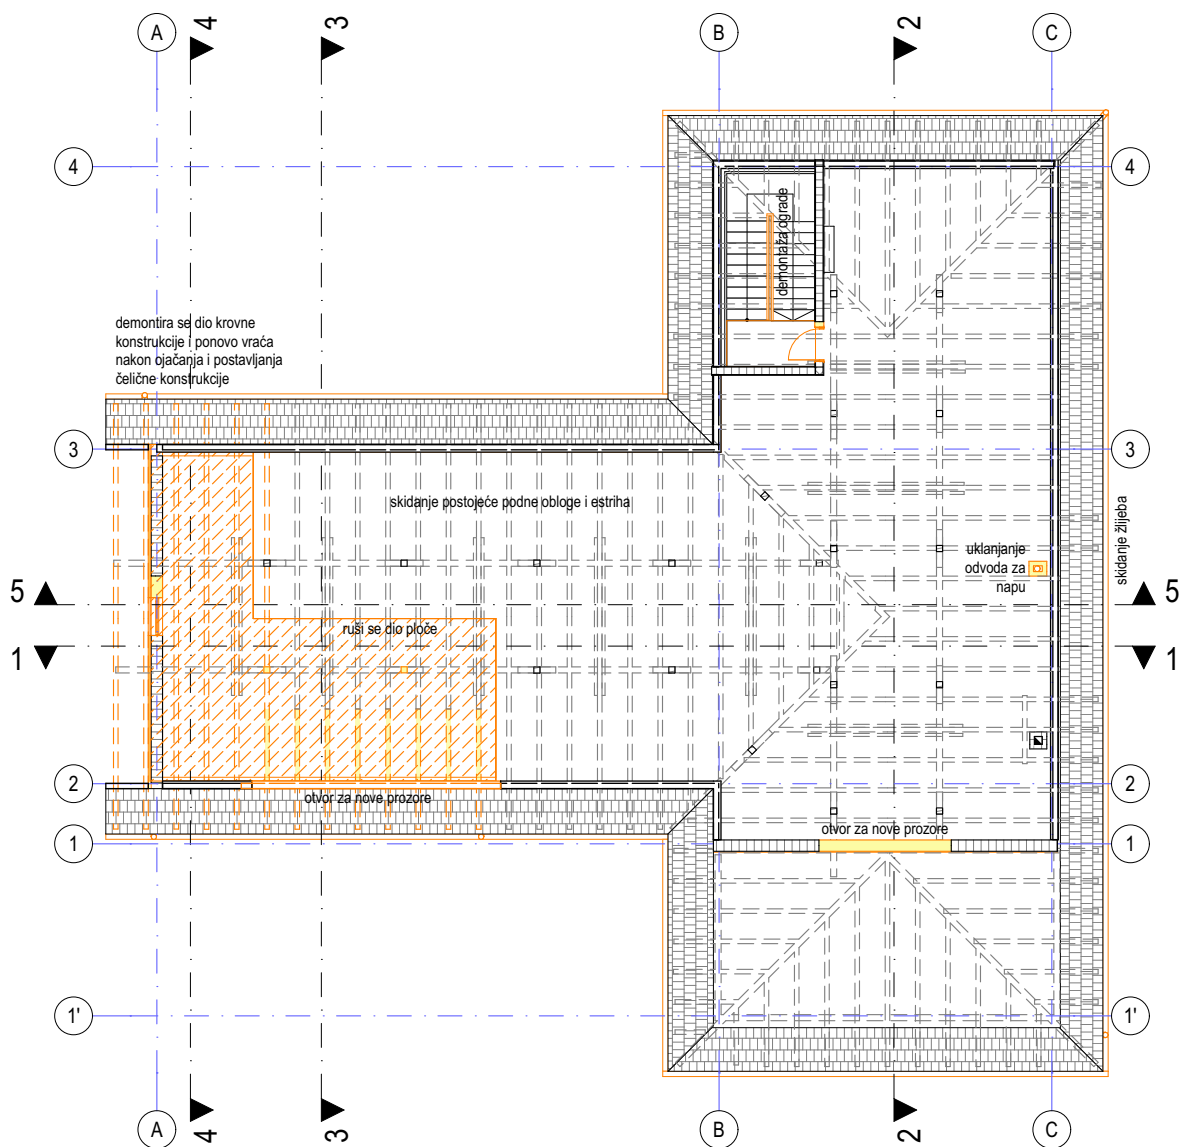 A
4
3
B
2
C
4
4
demontaža ograde
demontira se dio krovne
konstrukcije i ponovo vraća
nakon ojačanja i postavljanja
čelične konstrukcije
3
3
skidanje postojeće podne obloge i estriha
skidanje žlijeba
uklanjanje
odvoda za
napu
5
5
ruši se dio ploče
1
1
2
2
otvor za nove prozore
otvor za nove prozore
1
1
1'
1'
A
4
3
B
2
C